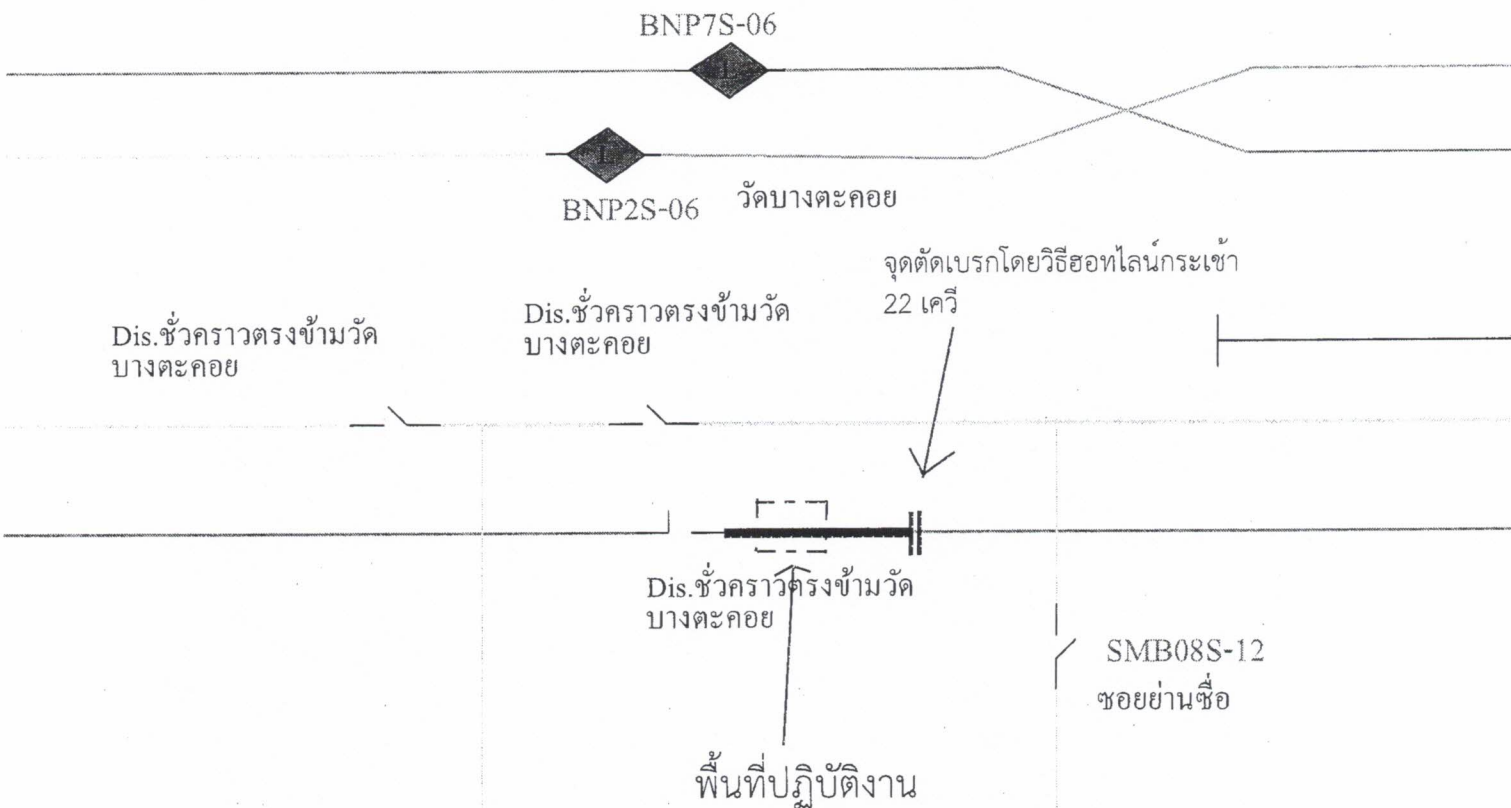 BNP7S-06
L
L
BNP2S-06
วัดบางตะคอย
จุดตัดเบรกโดยวิธีฮอทไลน์กระเช้า
22 เควี
Dis.ชั่วคราวตรงข้ามวัด
บางตะคอย
Dis.ชั่วคราวตรงข้ามวัด
บางตะคอย
Dis.ชั่วคราวตรงข้ามวัด
บางตะคอย
SMB08S-12
ซอยย่านซื่อ
พื้นที่ปฏิบัติงาน